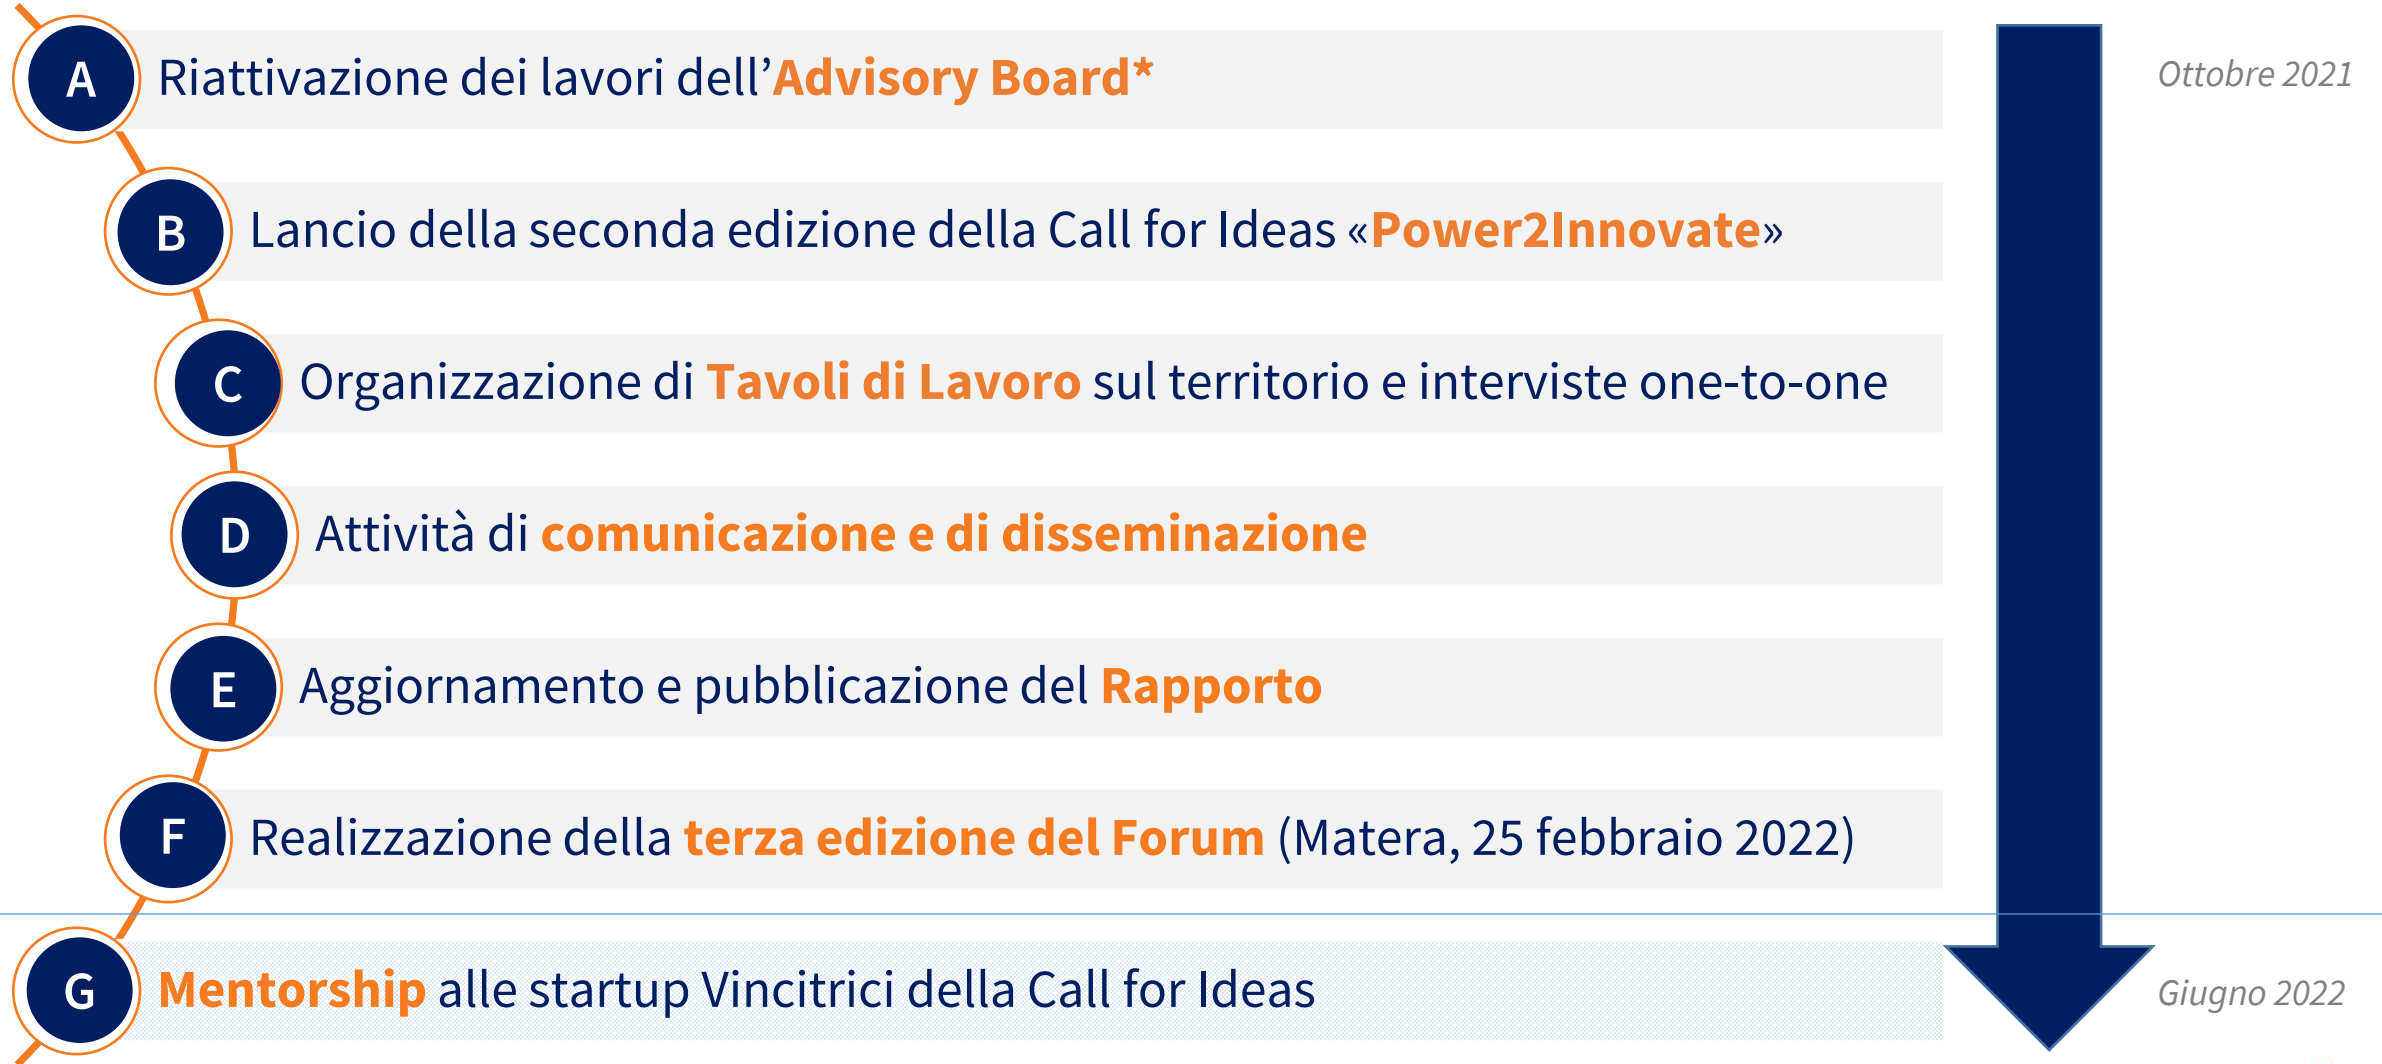 A Riattivazione dei lavori dell’Advisory Board* Ottobre 2021
B Lancio della seconda edizione della Call for Ideas «Power2Innovate»
C Organizzazione di Tavoli di Lavoro sul territorio e interviste one-to-one
D Attività di comunicazione e di disseminazione
E Aggiornamento e pubblicazione del Rapporto
F Realizzazione della terza edizione del Forum (Matera, 25 febbraio 2022)
G Mentorship alle startup Vincitrici della Call for Ideas Giugno 2022